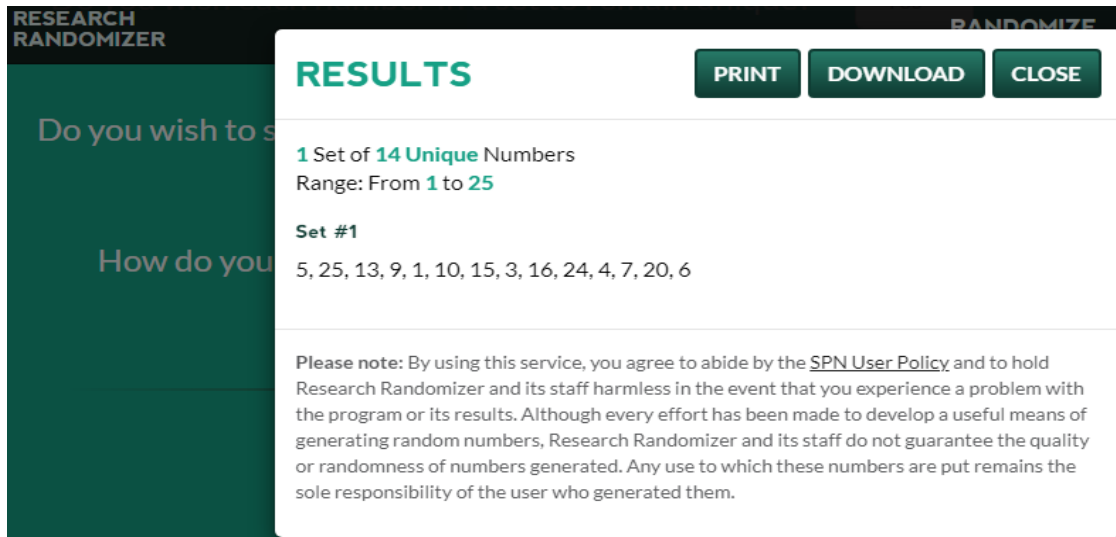 RESEARCH
RANDOMIZER
RANDOMIZE
RESULTS
PRINT
DOWNLOAD
CLOSE
Do you wish to s
1 Set of 14 Unique Numbers
Range: From 1 to 25
Set #1
How do you
5, 25, 13, 9, 1, 10, 15, 3, 16, 24, 4, 7, 20, 6
Please note: By using this service, you agree to abide by the SPN User Policy and to hold
Research Randomizer and its staff harmless in the event that you experience a problem with
the program or its results. Although every effort has been made to develop a useful means of
generating random numbers, Research Randomizer and its staff do not guarantee the quality
or randomness of numbers generated. Any use to which these numbers are put remains the
sole responsibility of the user who generated them.